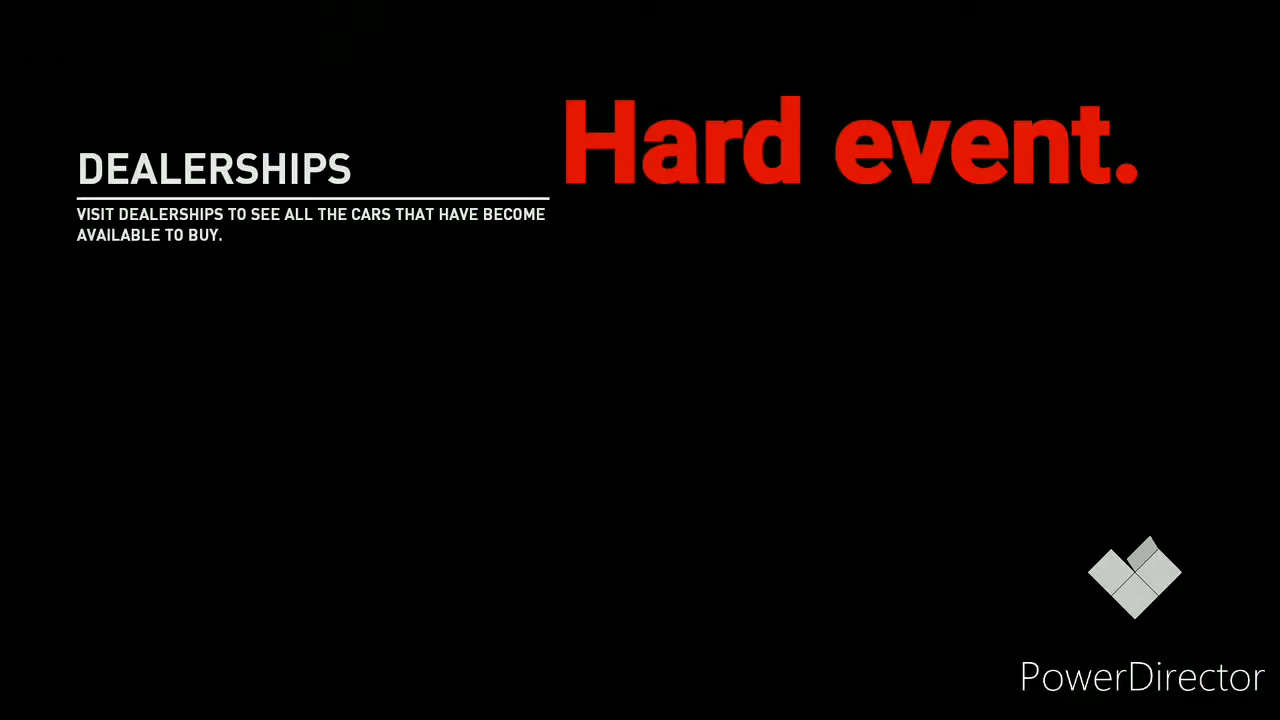 Hard event.
DEALERSHIPS
VISIT DEALERSHIPS TO SEE ALL THE CARS THAT HAVE BECOME
AVAILABLE TO BUY.
PowerDirector